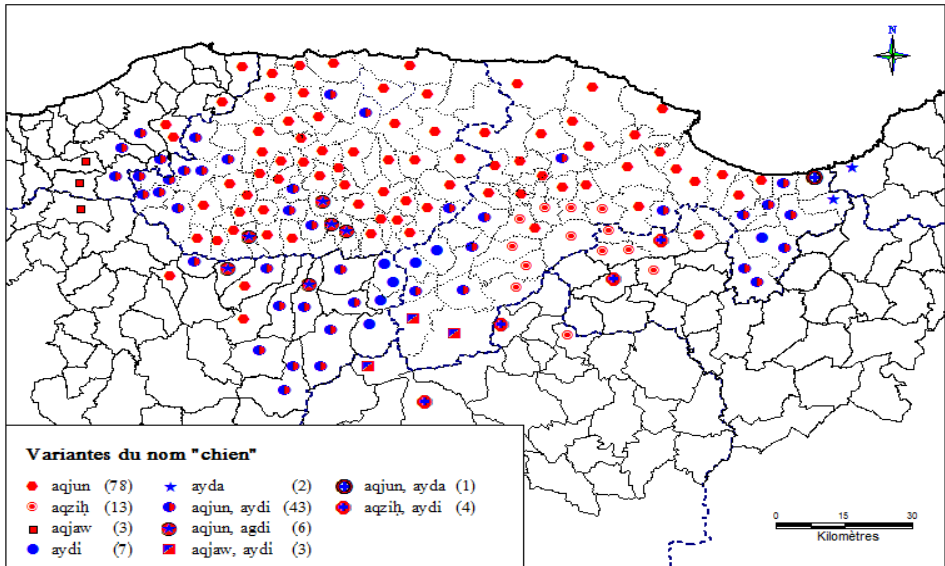 N
Variantes du nom "chien"
aqjun (78)
aqziḥ (13)
aqjaw (3)
aydi (7)
ayda (2)
aqjun, aydi (43)
aqjun, agdi (6)
aqjaw, aydi (3)
aqjun, ayda (1)
aqziḥ, aydi (4)
0 15 30
Kilomètres